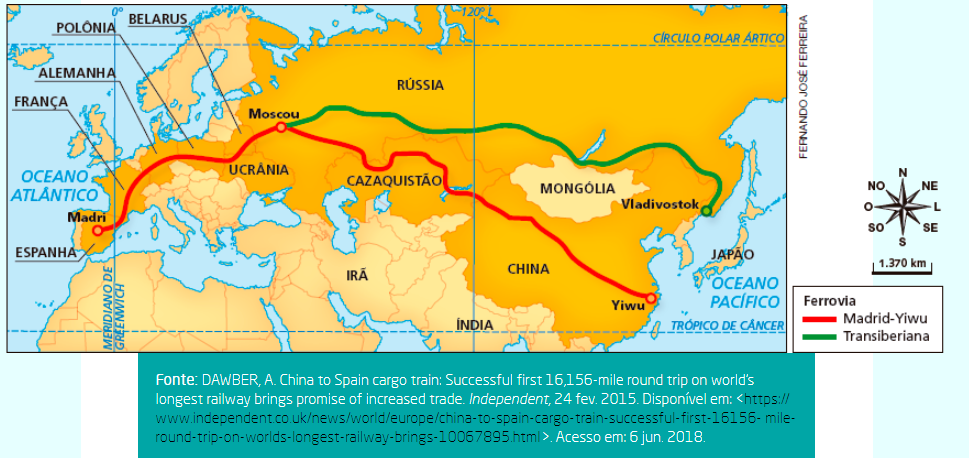 0°
120° L
BELARUS
POLÔNIA
CÍRCULO POLAR ÁRTICO
ALEMANHA
RÚSSIA
FRANÇA
Moscou
OCEANO
ATLÂNTICO
UCRÂNIA
CAZAQUISTÃO
MONGÓLIA
Vladivostok
Madri
ESPANHA
JAPÃO
IRÃ
CHINA
OCEANO
PACÍFICO
Yiwu
ÍNDIA
TRÓPICO DE CÂNCER
MERIDIANO DE
GREENWICH
FERNANDO JOSÉ FERREIRA
N
NO
NE
O
L
SO
SE
S
1.370 km
Ferrovia
Madrid-Yiwu
Transiberiana
Fonte: DAWBER, A. China to Spain cargo train: Successful first 16,156-mile round trip on world's
longest railway brings promise of increased trade. Independent, 24 fev. 2015. Disponível em: <https://
www.independent.co.uk/news/world/europe/china-to-spain-cargo-train-successful-first-16156- mile-
round-trip-on-worlds-longest-railway-brings-10067895.html>. Acesso em: 6 jun. 2018.